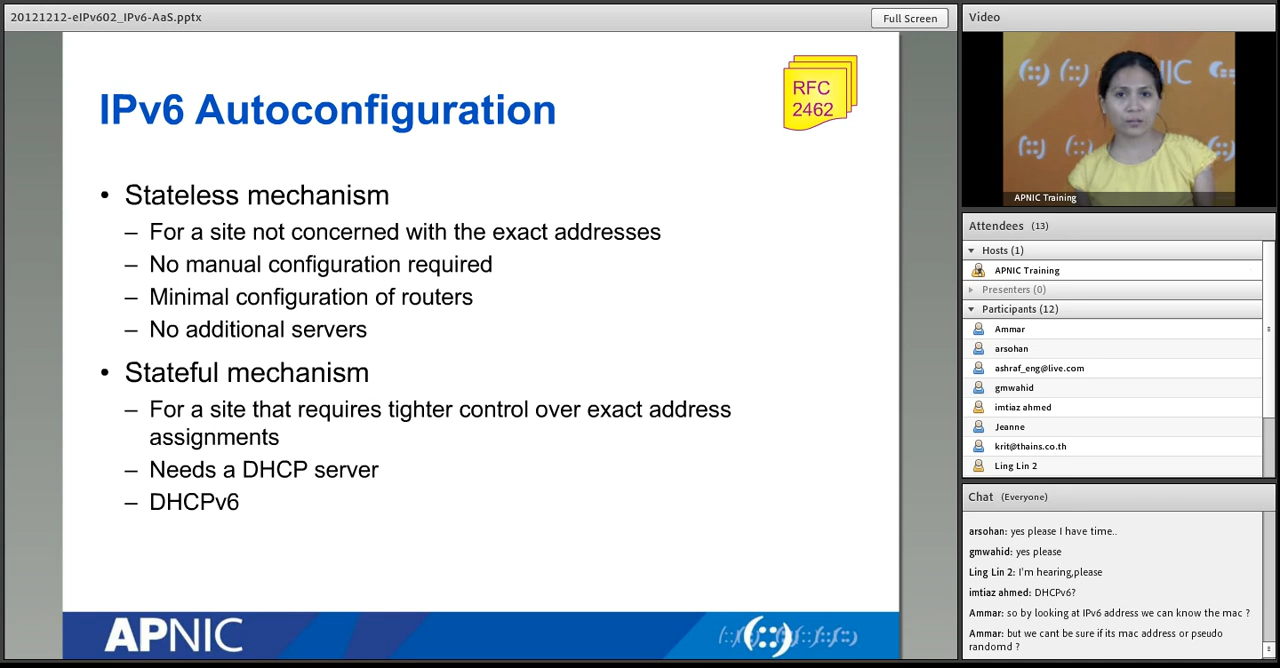 20121212-eIPv602_IPv6-AaS.pptx
Full Screen
IPv6 Autoconfiguration
RFC
2462
• Stateless mechanism
– For a site not concerned with the exact addresses
– No manual configuration required
– Minimal configuration of routers
– No additional servers
• Stateful mechanism
– For a site that requires tighter control over exact address
assignments
– Needs a DHCP server
– DHCPv6
APNIC
(::)
Video
NIC
APNIC Training
Attendees (13)
Hosts (1)
APNIC Training
Presenters (0)
Participants (12)
Ammar
arsohan
ashraf_eng@live.com
gmwahid
imtiaz ahmed
Jeanne
krit@thains.co.th
Ling Lin 2
Chat (Everyone)
arsohan: yes please I have time..
gmwahid: yes please
Ling Lin 2: I'm hearing,please
imtiaz ahmed: DHCPv6?
Ammar: so by looking at IPv6 address we can know the mac ?
Ammar: but we cant be sure if its mac address or pseudo
randomd ?